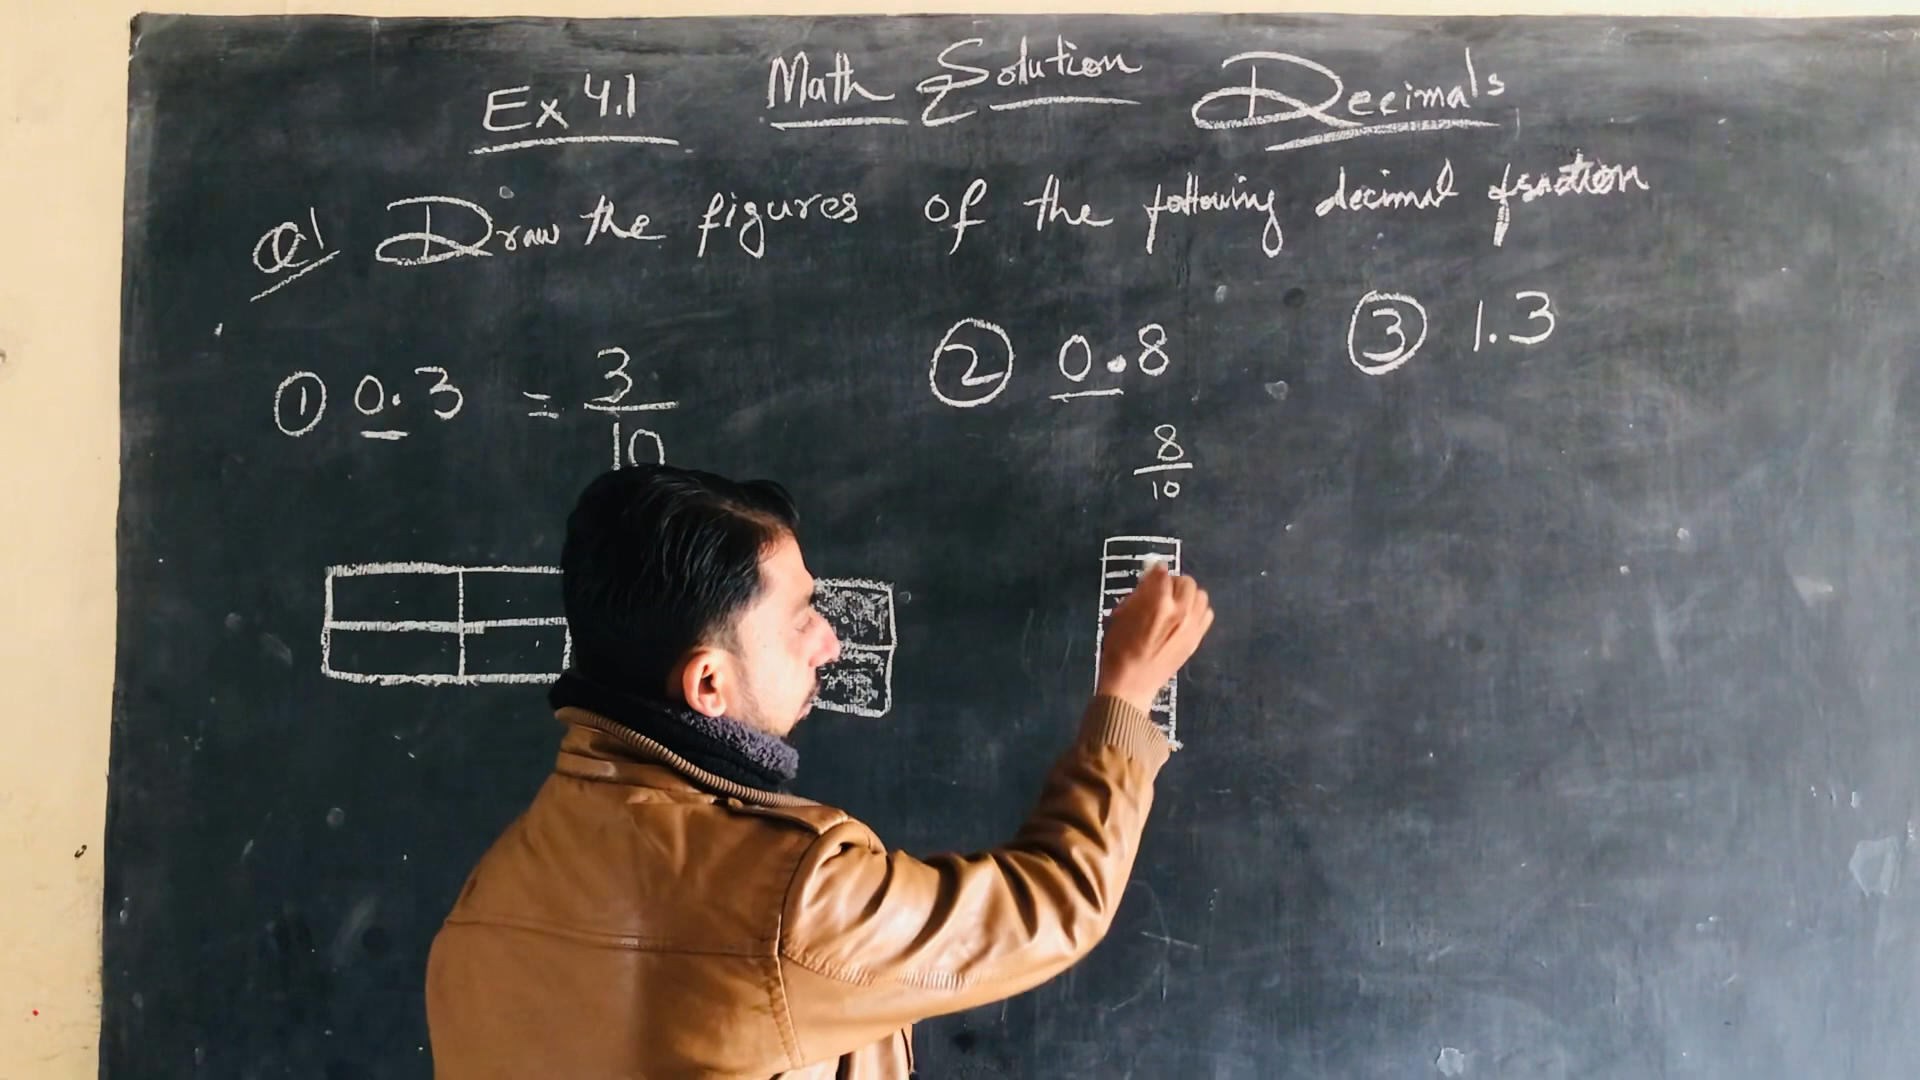 Ex 4.1 Math Solution Decimals
Q1 Draw the figures of the following decimal fraction
① 0.3 = 3/10 ② 0.8 ③ 1.3
8/10